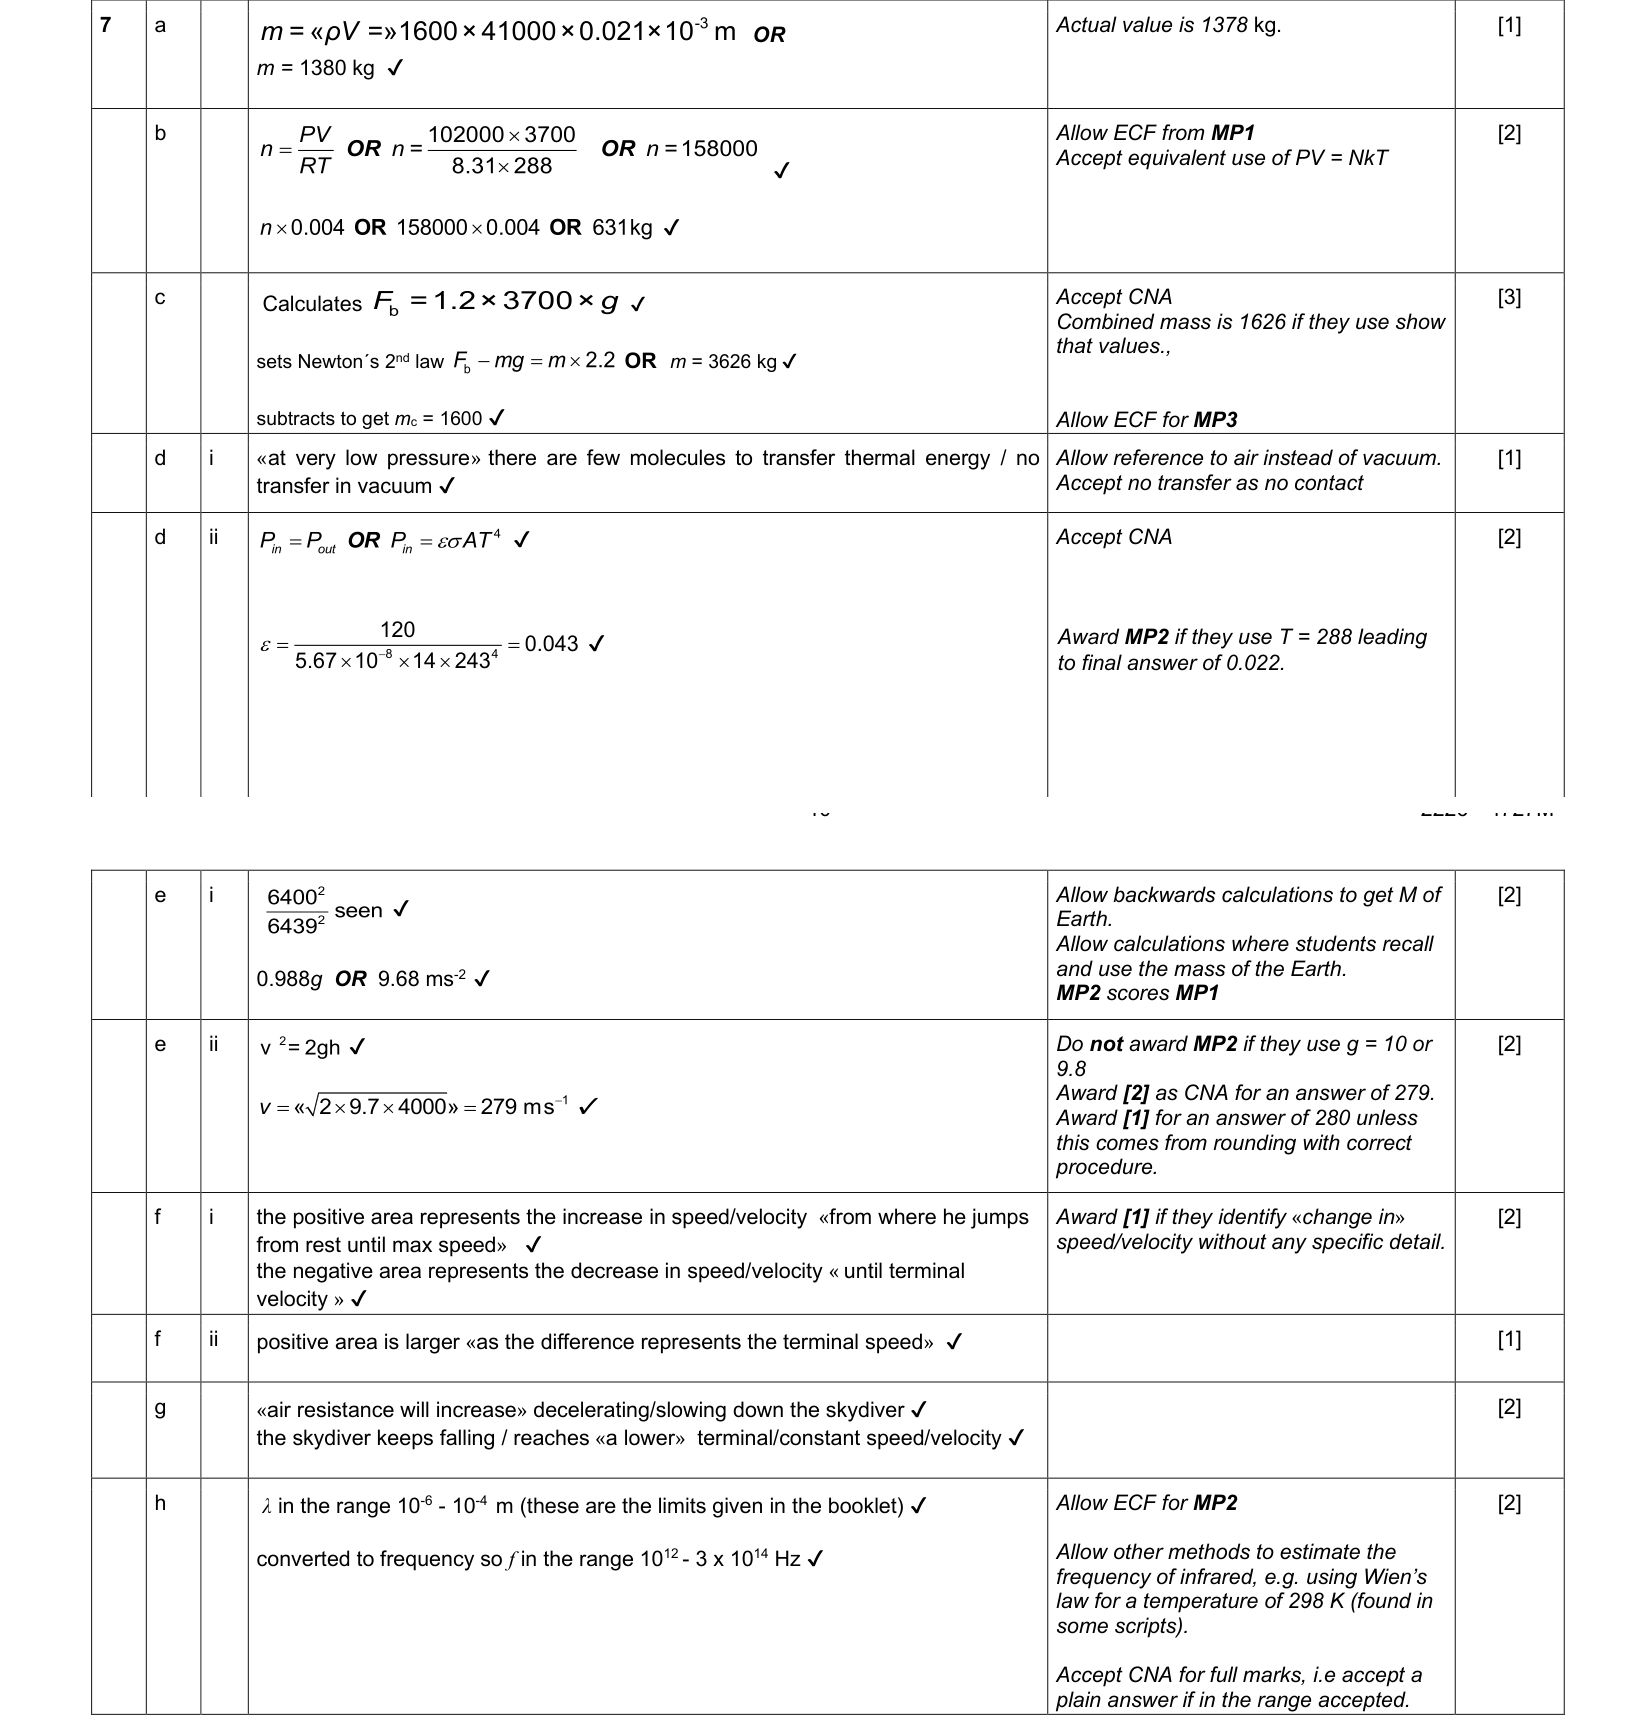 7 a m = «ρV =»1600 × 41000 × 0.021 × 10⁻³ m OR Actual value is 1378 kg. [1]
m = 1380 kg ✓
b n = PV/RT OR n = (102000 × 3700)/(8.31 × 288) OR n = 158000 ✓ Allow ECF from MP1 [2]
Accept equivalent use of PV = NkT
n × 0.004 OR 158000 × 0.004 OR 631kg ✓
c Calculates F_b = 1.2 × 3700 × g ✓ Accept CNA [3]
Combined mass is 1626 if they use show
that values.,
sets Newton´s 2nd law F_b − mg = m × 2.2 OR m = 3626 kg ✓
subtracts to get m_c = 1600 ✓ Allow ECF for MP3
d i «at very low pressure» there are few molecules to transfer thermal energy / no Allow reference to air instead of vacuum. [1]
transfer in vacuum ✓ Accept no transfer as no contact
d ii P_in = P_out OR P_in = εσAT⁴ ✓ Accept CNA [2]
ε = 120/(5.67 × 10⁻⁸ × 14 × 243⁴) = 0.043 ✓ Award MP2 if they use T = 288 leading
to final answer of 0.022.
e i 6400²/6439² seen ✓ Allow backwards calculations to get M of [2]
Earth.
Allow calculations where students recall
0.988g OR 9.68 ms⁻² ✓ and use the mass of the Earth.
MP2 scores MP1
e ii v ²= 2gh ✓ Do not award MP2 if they use g = 10 or [2]
9.8
v = «√(2 × 9.7 × 4000)» = 279 ms⁻¹ ✓ Award [2] as CNA for an answer of 279.
Award [1] for an answer of 280 unless
this comes from rounding with correct
procedure.
f i the positive area represents the increase in speed/velocity «from where he jumps Award [1] if they identify «change in» [2]
from rest until max speed» ✓ speed/velocity without any specific detail.
the negative area represents the decrease in speed/velocity « until terminal
velocity » ✓
f ii positive area is larger «as the difference represents the terminal speed» ✓ [1]
g «air resistance will increase» decelerating/slowing down the skydiver ✓ [2]
the skydiver keeps falling / reaches «a lower» terminal/constant speed/velocity ✓
h λ in the range 10⁻⁶ - 10⁻⁴ m (these are the limits given in the booklet) ✓ Allow ECF for MP2 [2]
converted to frequency so f in the range 10¹² - 3 x 10¹⁴ Hz ✓ Allow other methods to estimate the
frequency of infrared, e.g. using Wien’s
law for a temperature of 298 K (found in
some scripts).
Accept CNA for full marks, i.e accept a
plain answer if in the range accepted.